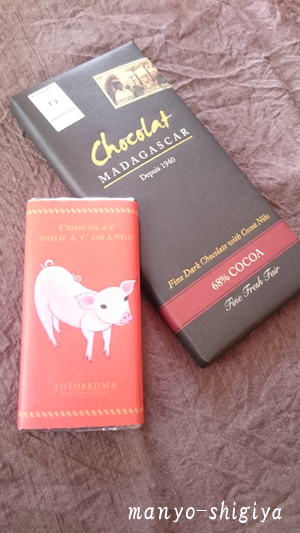 Chocolat
MADAGASCAR
Depuis 1940
Fine Dark Chocolate with Cocoa Nibs
68% COCOA
Fine Fresh Fair
CHOCOLAT
NOIR À L'ORANGE
THÉOBROMA
manyo-shigiya